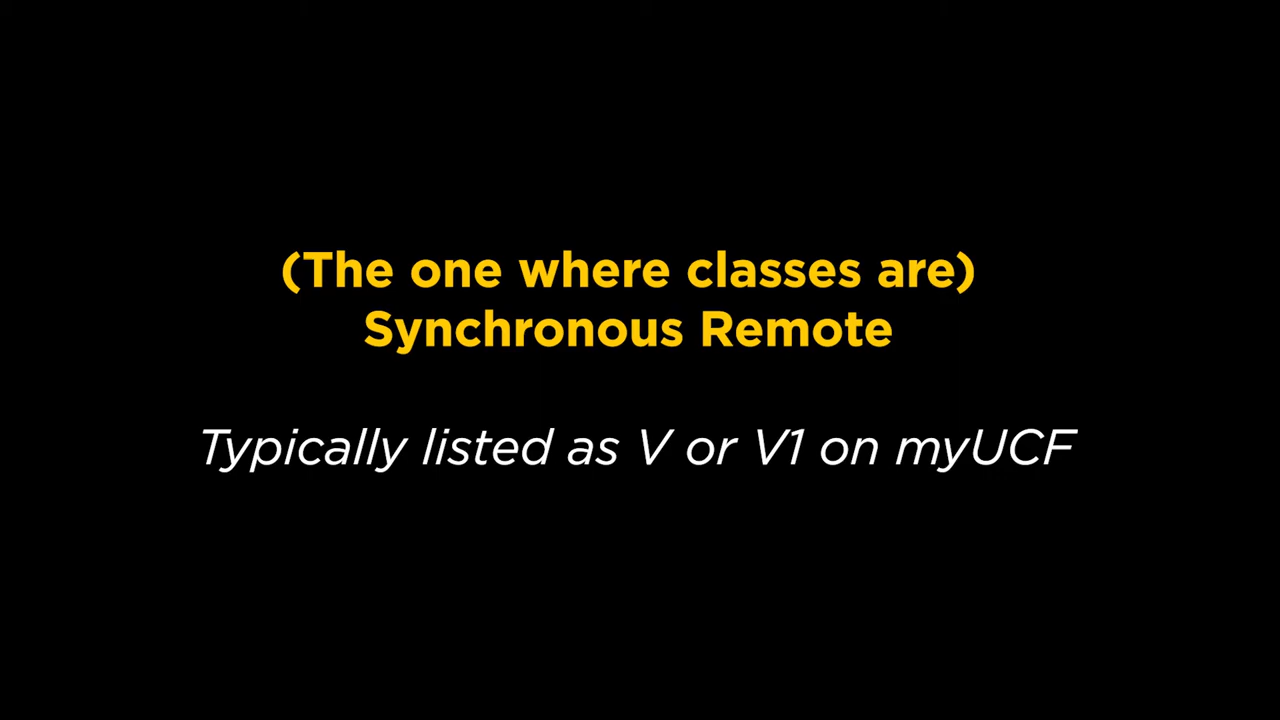 (The one where classes are)
Synchronous Remote
Typically listed as V or V1 on myUCF